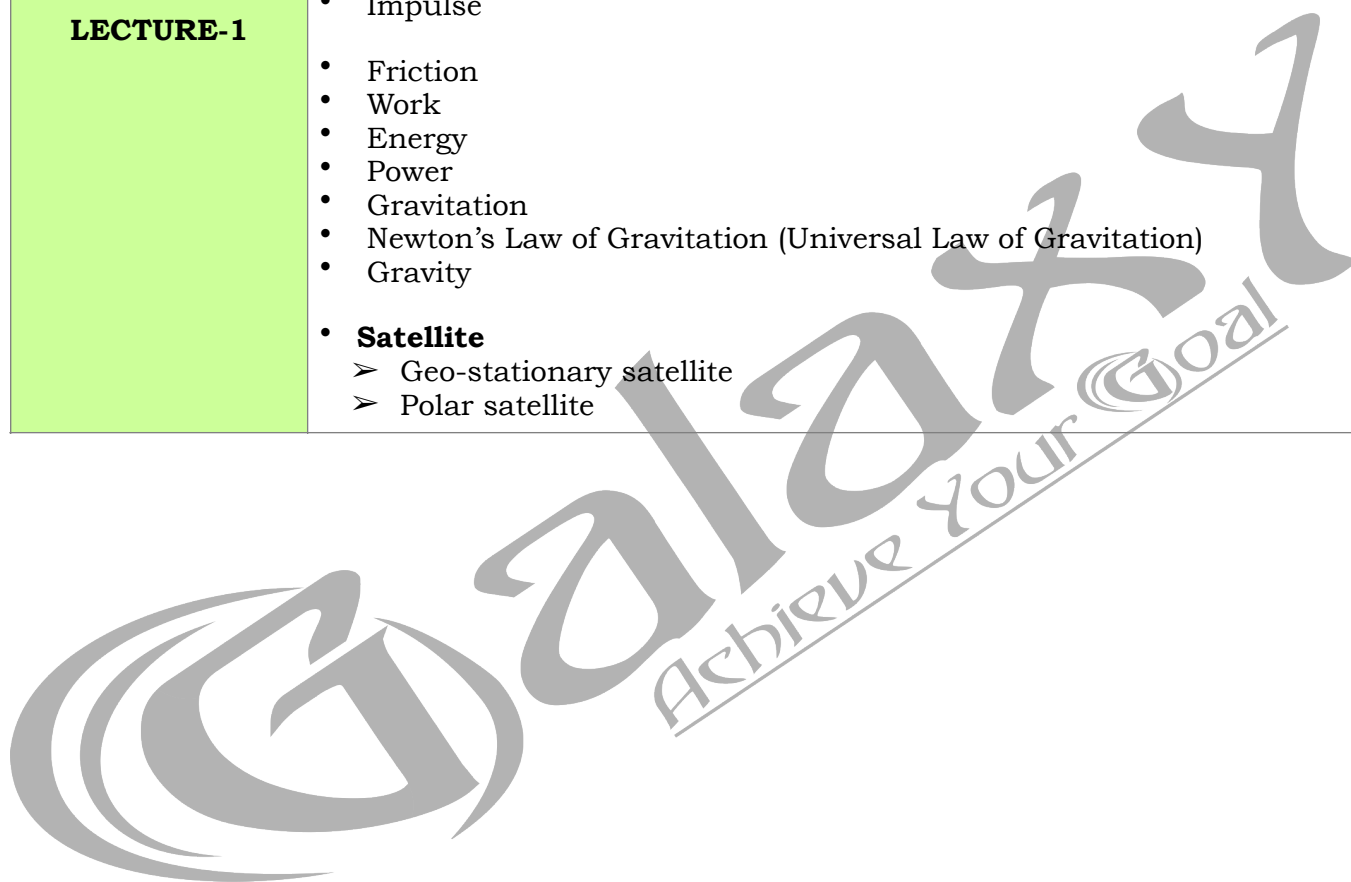 • Impulse
LECTURE-1
• Friction
• Work
• Energy
• Power
• Gravitation
• Newton’s Law of Gravitation (Universal Law of Gravitation)
• Gravity
• Satellite
➢ Geo-stationary satellite
➢ Polar satellite
Galaxy
Achieve Your Goal